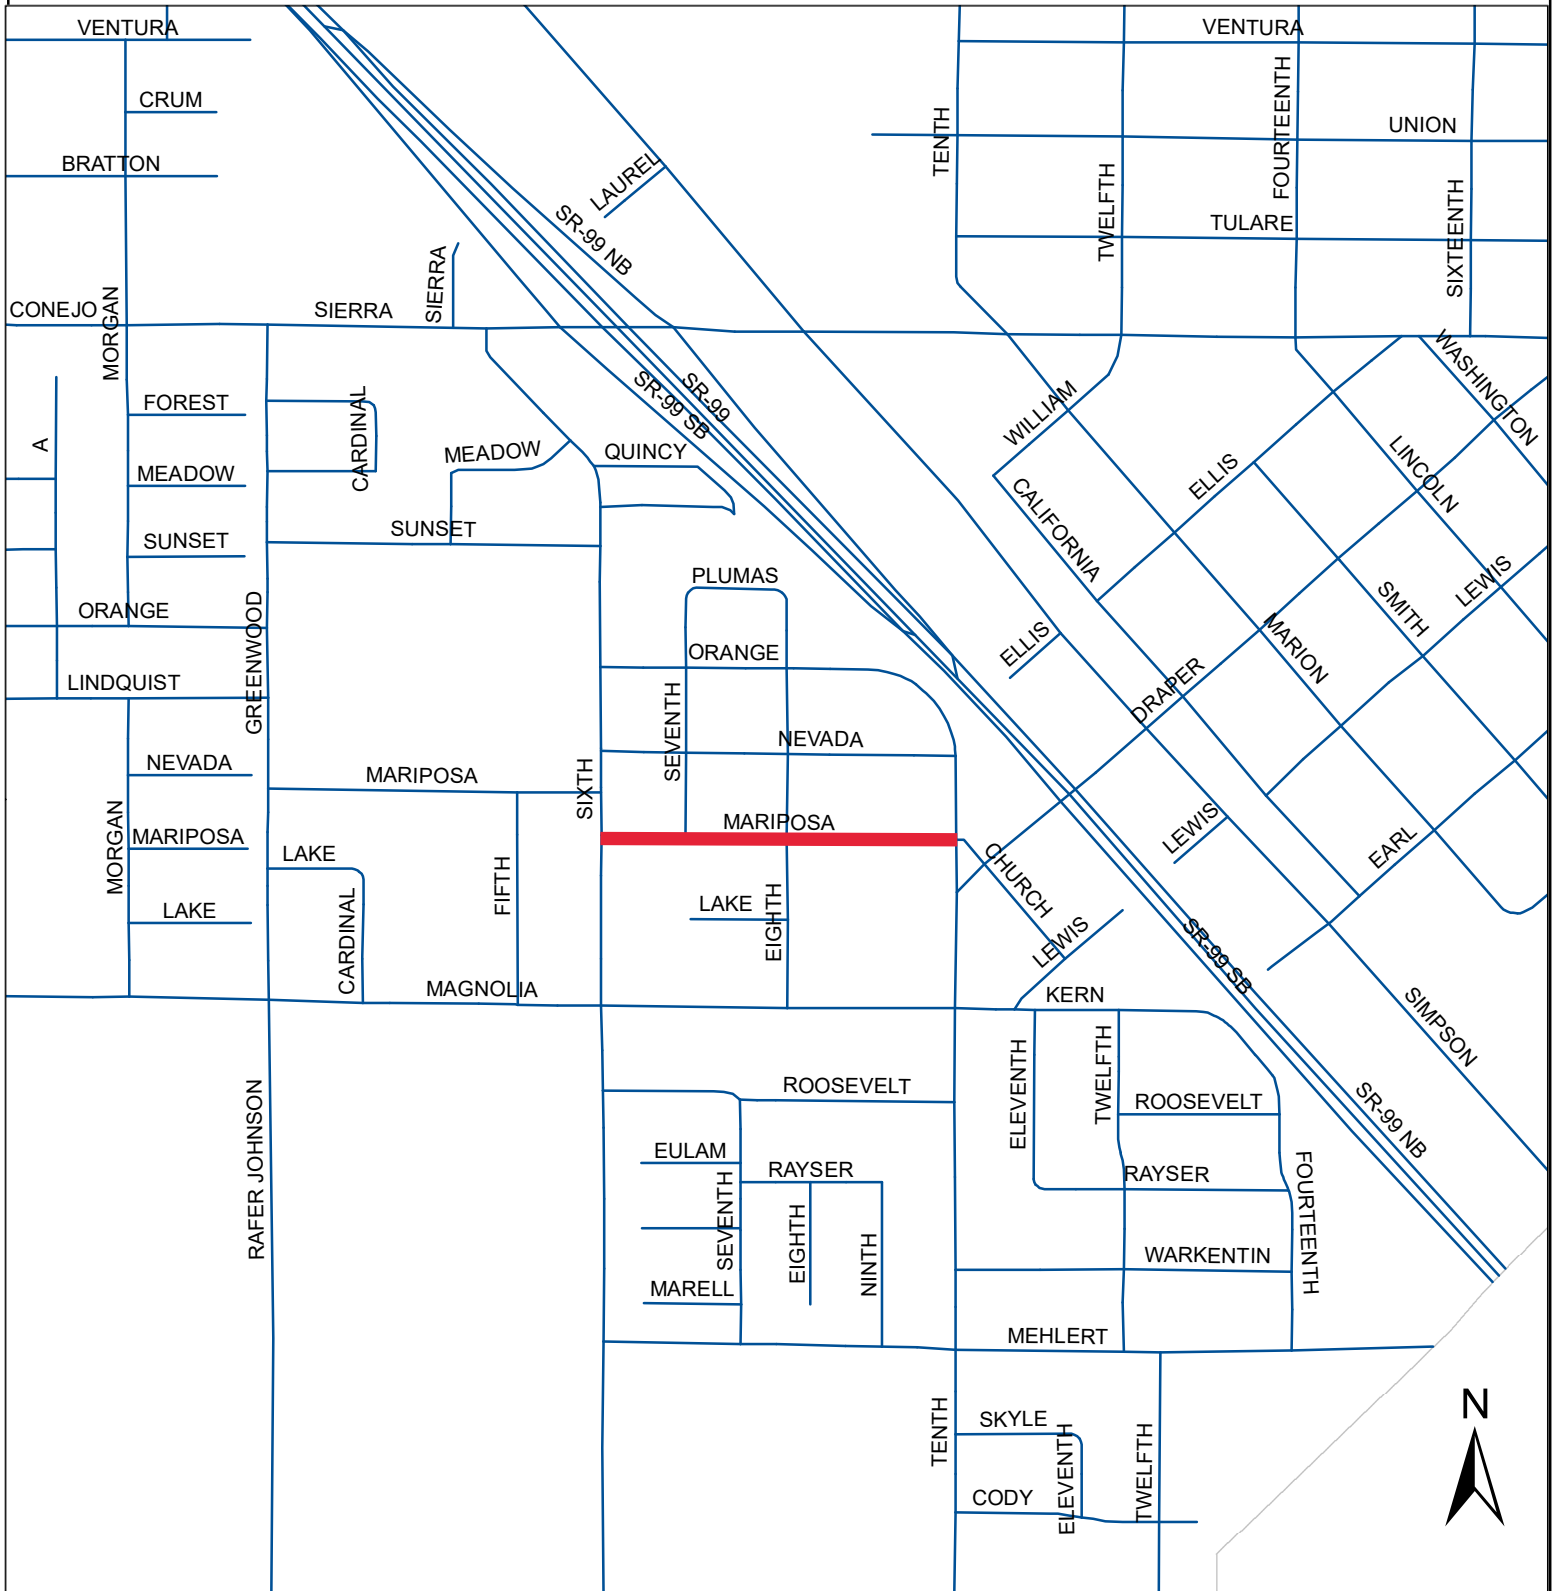 VENTURA
VENTURA
CRUM
UNION
BRATTON
TENTH
TWELFTH
FOURTEENTH
SIXTEENTH
LAUREL
SR-99 NB
TULARE
SIERRA
CONEJO
MORGAN
SIERRA
WASHINGTON
SR-99
SR-99 SB
WILLIAM
FOREST
CARDINAL
A
MEADOW
QUINCY
ELLIS
LINCOLN
MEADOW
CALIFORNIA
SUNSET
SUNSET
PLUMAS
LEWIS
SMITH
ORANGE
GREENWOOD
ELLIS
MARION
ORANGE
LINDQUIST
DRAPER
SEVENTH
NEVADA
NEVADA
MARIPOSA
SIXTH
MARIPOSA
MORGAN
MARIPOSA
LEWIS
EARL
LAKE
CHURCH
FIFTH
LAKE
LAKE
EIGHTH
CARDINAL
LEWIS
SR-99 SB
MAGNOLIA
KERN
SIMPSON
ELEVENTH
TWELFTH
ROOSEVELT
ROOSEVELT
SR-99 NB
RAFER JOHNSON
EULAM
RAYSER
RAYSER
SEVENTH
EIGHTH
NINTH
FOURTEENTH
WARKENTIN
MARELL
MEHLERT
TENTH
SKYLE
ELEVENTH
TWELFTH
CODY
N